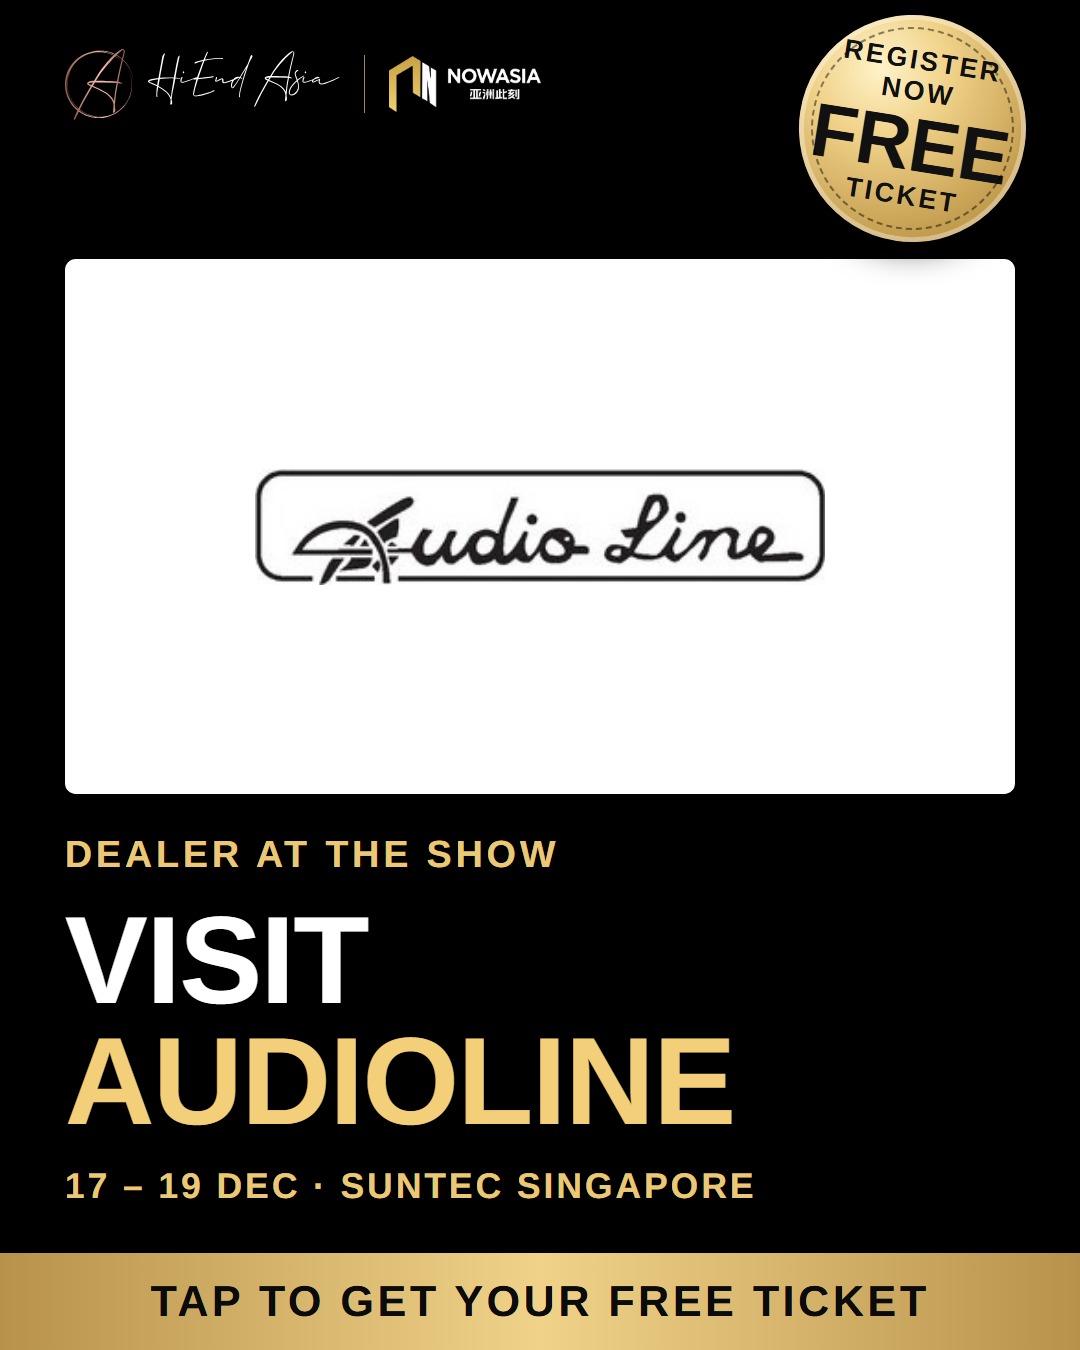 HiEnd Asia
NOWASIA
亚洲此刻
REGISTER
NOW
FREE
TICKET
Audio Line
DEALER AT THE SHOW
VISIT
AUDIOLINE
17 – 19 DEC · SUNTEC SINGAPORE
TAP TO GET YOUR FREE TICKET